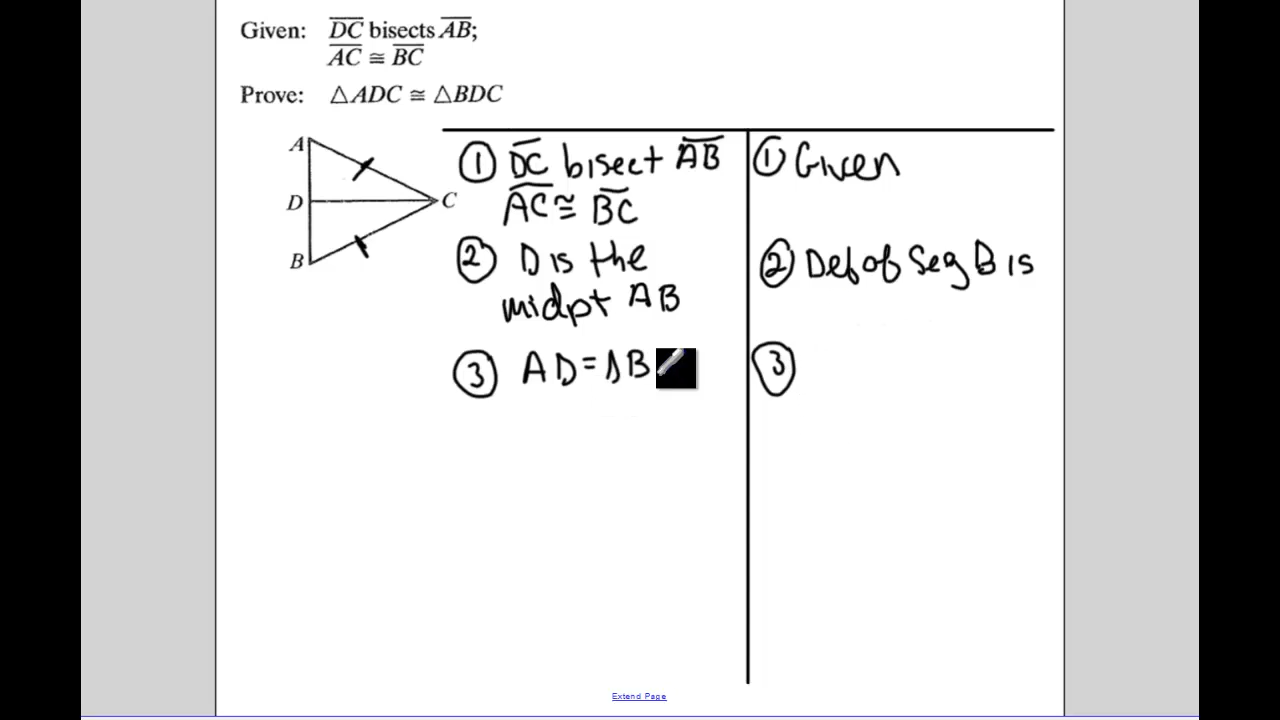 Given: DC bisects AB;
AC ≅ BC
Prove: △ADC ≅ △BDC
A
D
C
B
① DC bisect AB
AC ≅ BC
② D is the
midpt AB
③ AD = DB
① Given
② Def of Seg Bis
③
Extend Page